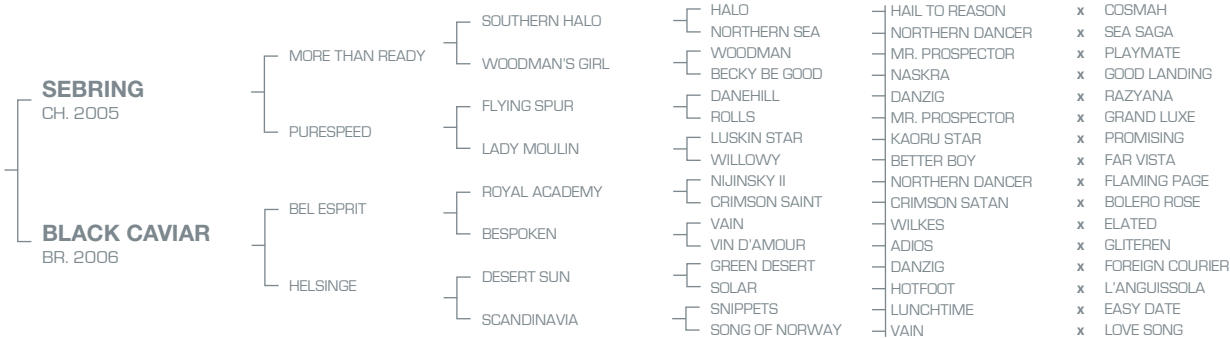 SEBRING
CH. 2005
BLACK CAVIAR
BR. 2006
MORE THAN READY
PURESPEED
BEL ESPRIT
HELSINGE
SOUTHERN HALO
WOODMAN'S GIRL
FLYING SPUR
LADY MOULIN
ROYAL ACADEMY
BESPOKEN
DESERT SUN
SCANDINAVIA
HALO
NORTHERN SEA
WOODMAN
BECKY BE GOOD
DANEHILL
ROLLS
LUSKIN STAR
WILLOWY
NIJINSKY II
CRIMSON SAINT
VAIN
VIN D'AMOUR
GREEN DESERT
SOLAR
SNIPPETS
SONG OF NORWAY
HAIL TO REASON x COSMAH
NORTHERN DANCER x SEA SAGA
MR. PROSPECTOR x PLAYMATE
NASKRA x GOOD LANDING
DANZIG x RAZYANA
MR. PROSPECTOR x GRAND LUXE
KAORU STAR x PROMISING
BETTER BOY x FAR VISTA
NORTHERN DANCER x FLAMING PAGE
CRIMSON SATAN x BOLERO ROSE
WILKES x ELATED
ADIOS x GLITEREN
DANZIG x FOREIGN COURIER
HOTFOOT x L'ANGUISSOLA
LUNCHTIME x EASY DATE
VAIN x LOVE SONG